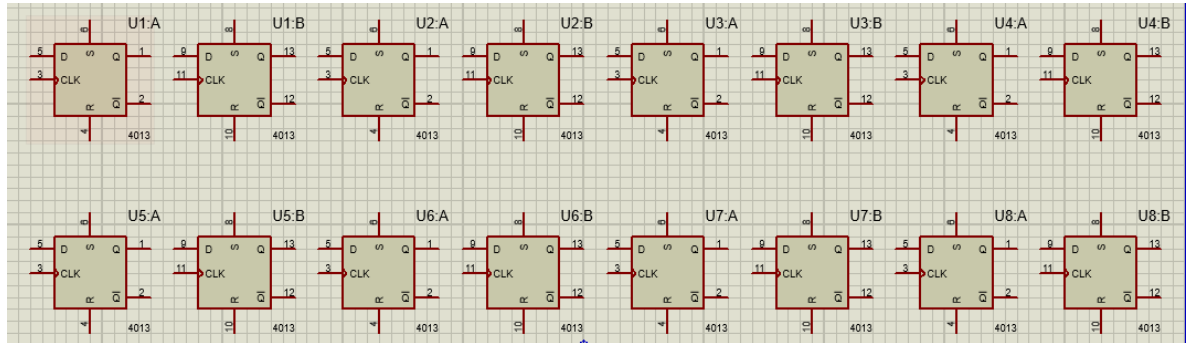 6 U1:A 8 U1:B 6 U2:A 8 U2:B 6 U3:A 8 U3:B 6 U4:A 8 U4:B
5 D S Q 1 9 D S Q 13 5 D S Q 1 9 D S Q 13 5 D S Q 1 9 D S Q 13 5 D S Q 1 9 D S Q 13
3 CLK 11 CLK 3 CLK 11 CLK 3 CLK 11 CLK 3 CLK 11 CLK
R Q̅ 2 R Q̅ 12 R Q̅ 2 R Q̅ 12 R Q̅ 2 R Q̅ 12 R Q̅ 2 R Q̅ 12
4 4013 10 4013 4 4013 10 4013 4 4013 10 4013 4 4013 10 4013
6 U5:A 8 U5:B 6 U6:A 8 U6:B 6 U7:A 8 U7:B 6 U8:A 8 U8:B
5 D S Q 1 9 D S Q 13 5 D S Q 1 9 D S Q 13 5 D S Q 1 9 D S Q 13 5 D S Q 1 9 D S Q 13
3 CLK 11 CLK 3 CLK 11 CLK 3 CLK 11 CLK 3 CLK 11 CLK
R Q̅ 2 R Q̅ 12 R Q̅ 2 R Q̅ 12 R Q̅ 2 R Q̅ 12 R Q̅ 2 R Q̅ 12
4 4013 10 4013 4 4013 10 4013 4 4013 10 4013 4 4013 10 4013